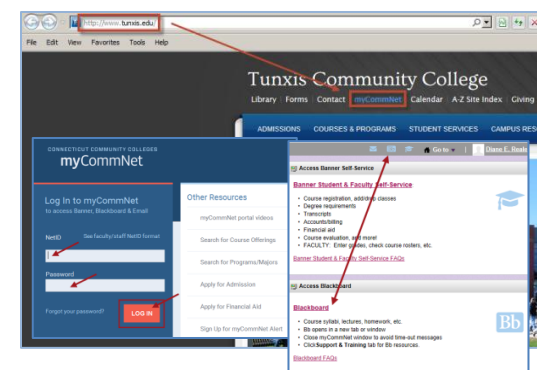 http://www.tunxis.edu/
File Edit View Favorites Tools Help
Tunxis Community College
Library Forms Contact myCommNet Calendar A-Z Site Index Giving
ADMISSIONS COURSES & PROGRAMS STUDENT SERVICES CAMPUS RES
CONNECTICUT COMMUNITY COLLEGES
myCommNet
Log In to myCommNet
to access Banner, Blackboard & Email
NetID See faculty/staff NetID format
Password
Forgot your password? LOG IN
Other Resources
myCommNet portal videos
Search for Course Offerings
Search for Programs/Majors
Apply for Admission
Apply for Financial Aid
Sign Up for myCommNet Alert
Go to Diane E. Reale
Access Banner Self-Service
Banner Student & Faculty Self-Service
• Course registration, add/drop classes
• Degree requirements
• Transcripts
• Accounts/billing
• Financial aid
• Course evaluation, and more!
• FACULTY: Enter grades, check course rosters, etc.
Banner Student & Faculty Self-Service FAQs
Access Blackboard
Blackboard
• Course syllabi, lectures, homework, etc.
• Bb opens in a new tab or window
• Close myCommNet window to avoid time-out messages
• Click Support & Training tab for Bb resources.
Bb
Blackboard FAQs